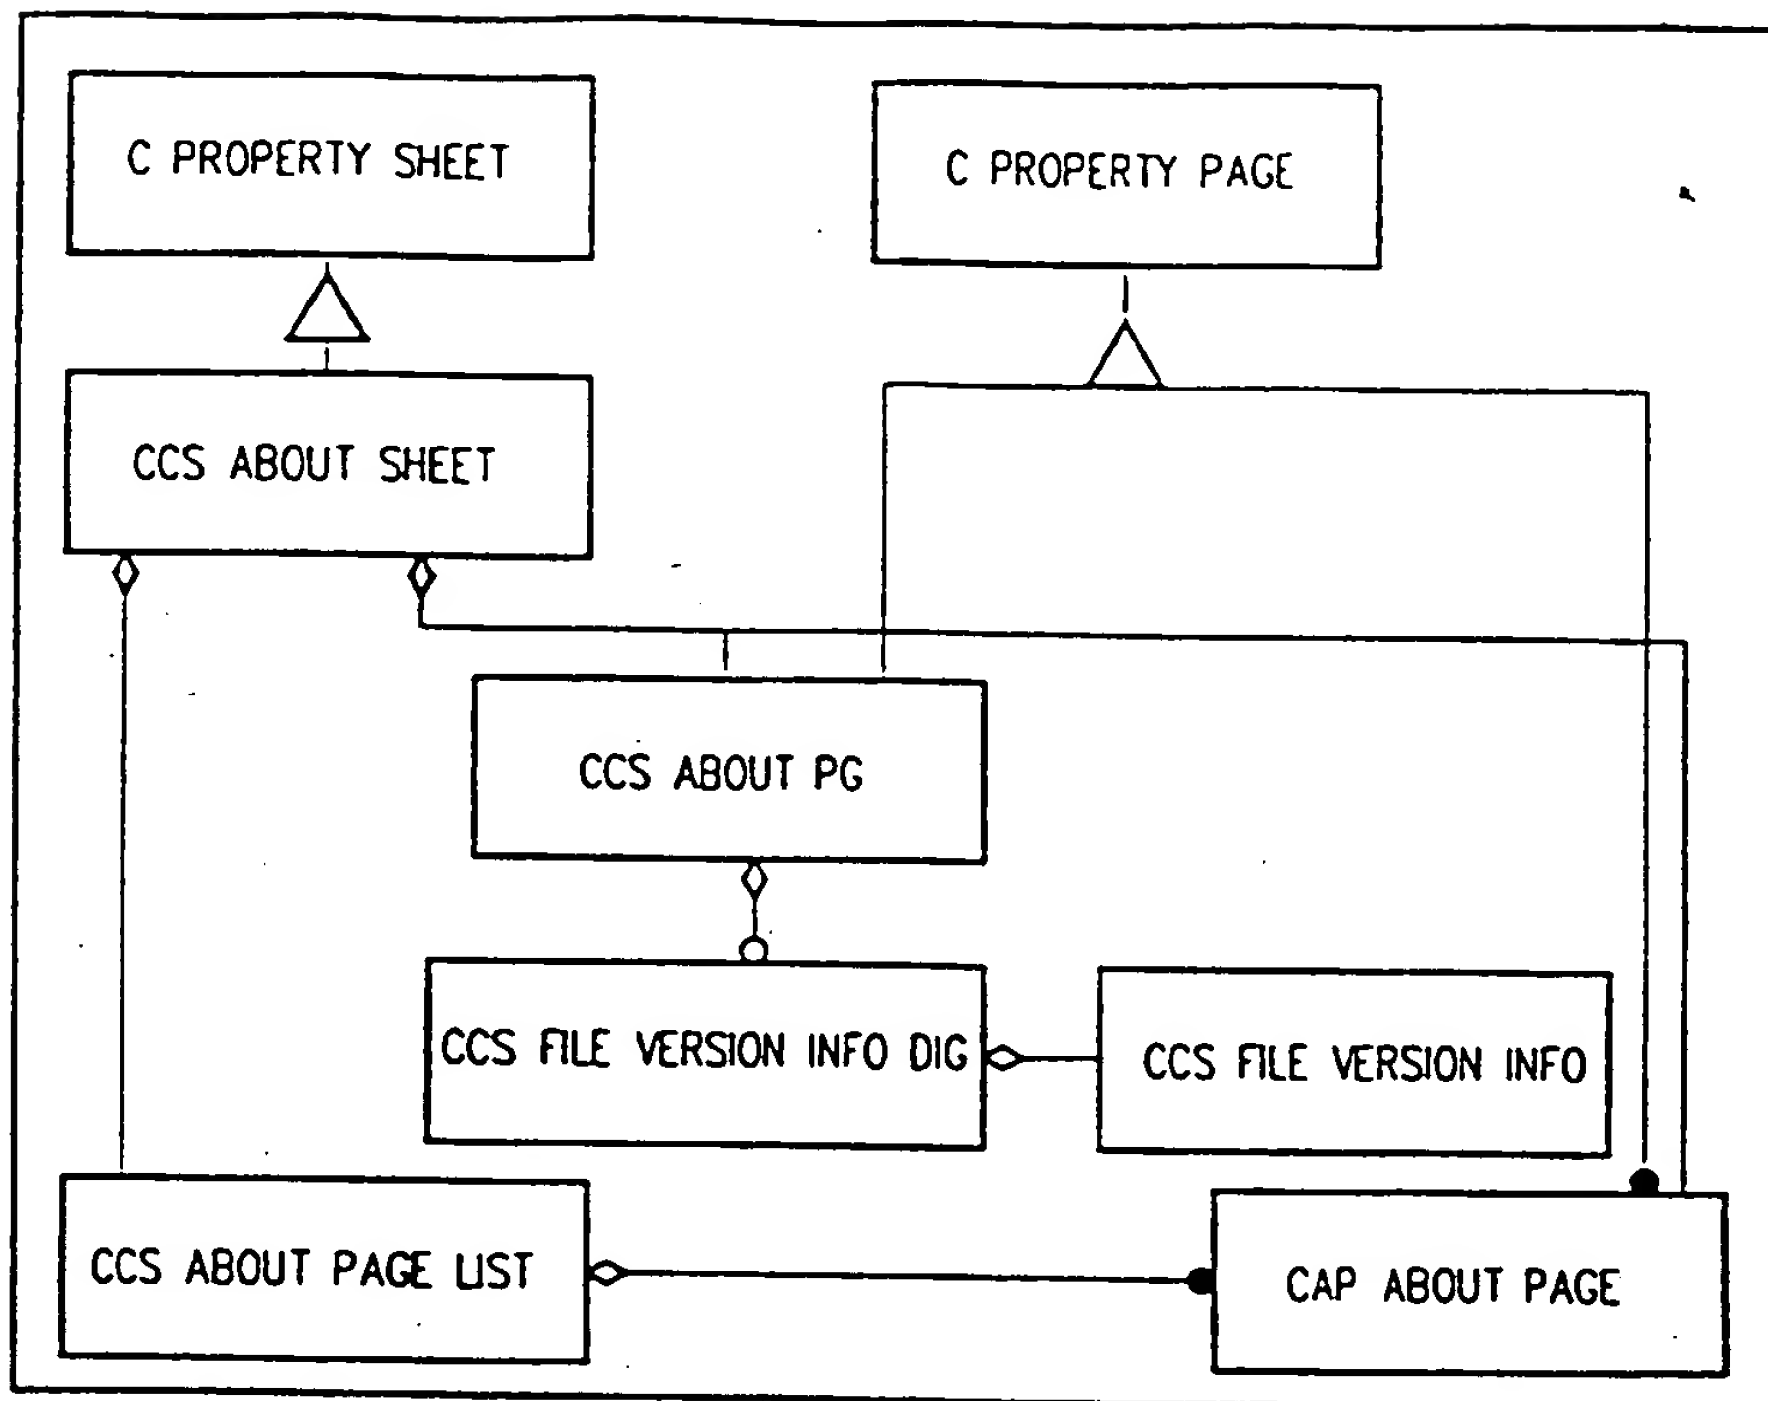 C PROPERTY SHEET
C PROPERTY PAGE
CCS ABOUT SHEET
CCS ABOUT PG
CCS FILE VERSION INFO DIG
CCS FILE VERSION INFO
CCS ABOUT PAGE LIST
CAP ABOUT PAGE